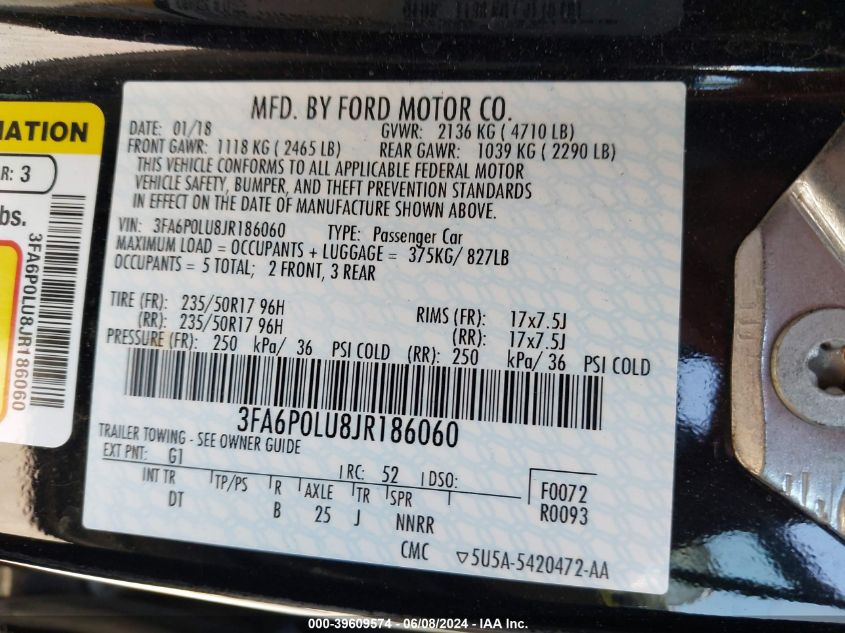 MFD. BY FORD MOTOR CO.
DATE: 01/18 GVWR: 2136 KG ( 4710 LB)
FRONT GAWR: 1118 KG ( 2465 LB) REAR GAWR: 1039 KG ( 2290 LB)
THIS VEHICLE CONFORMS TO ALL APPLICABLE FEDERAL MOTOR
VEHICLE SAFETY, BUMPER, AND THEFT PREVENTION STANDARDS
IN EFFECT ON THE DATE OF MANUFACTURE SHOWN ABOVE.
VIN: 3FA6P0LU8JR186060 TYPE: Passenger Car
MAXIMUM LOAD = OCCUPANTS + LUGGAGE = 375KG/ 827LB
OCCUPANTS = 5 TOTAL; 2 FRONT, 3 REAR
TIRE (FR): 235/50R17 96H RIMS (FR): 17x7.5J
(RR): 235/50R17 96H (RR): 17x7.5J
PRESSURE (FR): 250 kPa/ 36 PSI COLD (RR): 250 kPa/ 36 PSI COLD
3FA6P0LU8JR186060
TRAILER TOWING - SEE OWNER GUIDE
EXT PNT: G1 RC: 52 DSO:
INT TR TP/PS R AXLE TR SPR F0072
DT B 25 J NNRR R0093
CMC ▽5U5A-5420472-AA
MATION
R: 3
bs.
3FA6P0LU8JR186060
000-39609574 - 06/08/2024 - IAA Inc.